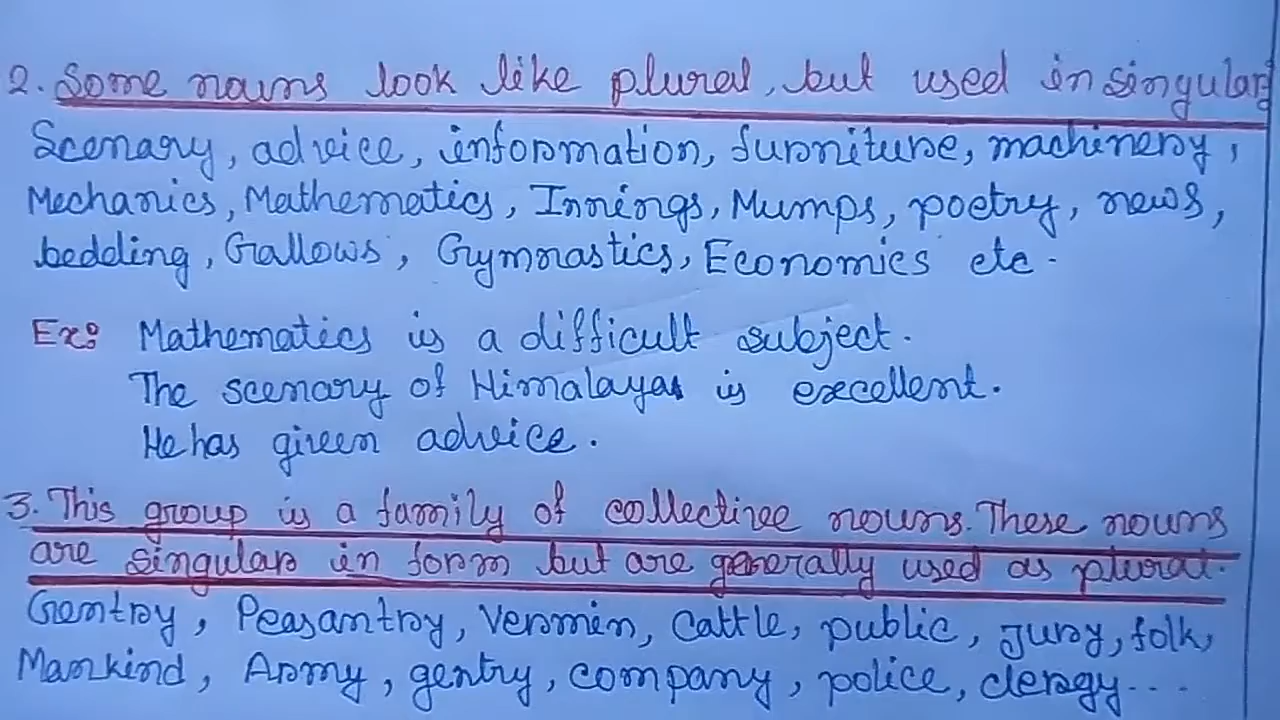 2. Some nouns look like plural, but used in singular
Scenary, advice, information, furniture, machinery,
Mechanics, Mathematics, Innings, Mumps, poetry, news,
bedding, Gallows, Gymnastics, Economics etc.
Ex: Mathematics is a difficult subject.
The scenary of Himalayas is excellent.
He has given advice.
3. This group is a family of collective nouns. These nouns
are singular in form but are generally used as plural.
Gentry, Peasantry, Vermin, Cattle, public, Jury, folk,
Mankind, Army, gentry, company, police, clergy...